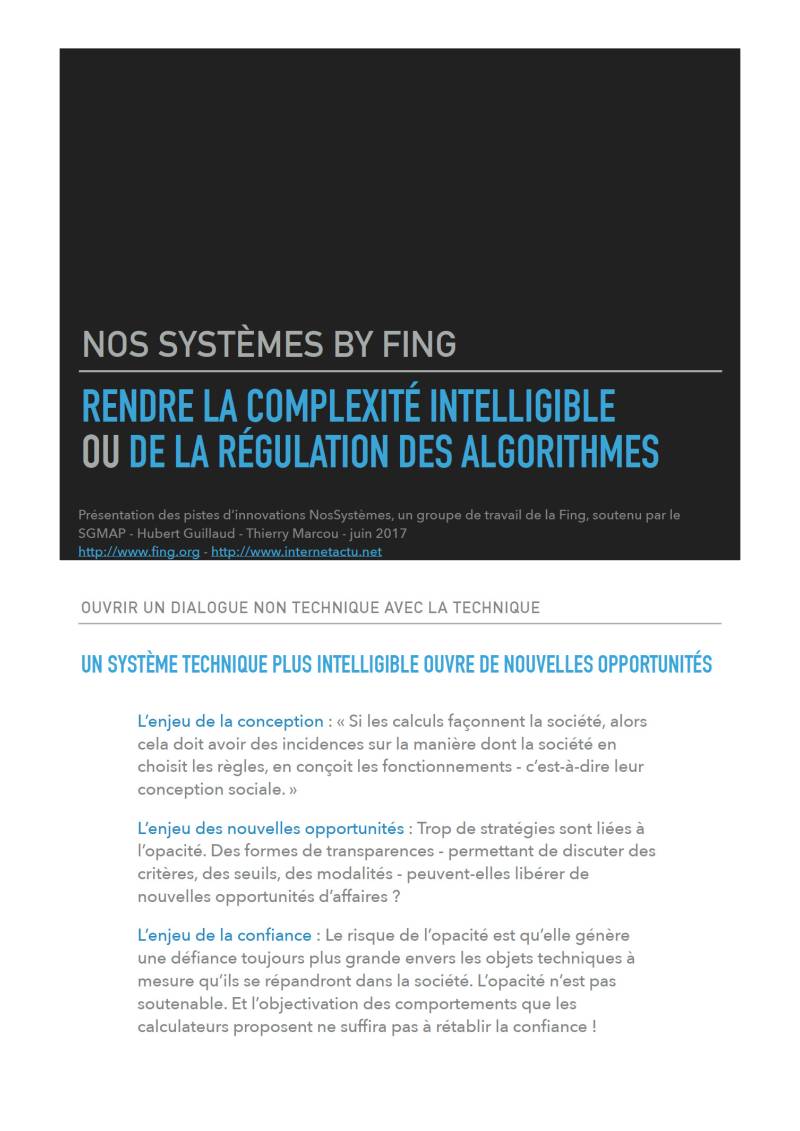 NOS SYSTÈMES BY FING
RENDRE LA COMPLEXITÉ INTELLIGIBLE
OU DE LA RÉGULATION DES ALGORITHMES
Présentation des pistes d’innovations NosSystèmes, un groupe de travail de la Fing, soutenu par le
SGMAP - Hubert Guillaud - Thierry Marcou - juin 2017
http://www.fing.org - http://www.internetactu.net
OUVRIR UN DIALOGUE NON TECHNIQUE AVEC LA TECHNIQUE
UN SYSTÈME TECHNIQUE PLUS INTELLIGIBLE OUVRE DE NOUVELLES OPPORTUNITÉS
L’enjeu de la conception : « Si les calculs façonnent la société, alors
cela doit avoir des incidences sur la manière dont la société en
choisit les règles, en conçoit les fonctionnements - c’est-à-dire leur
conception sociale. »
L’enjeu des nouvelles opportunités : Trop de stratégies sont liées à
l’opacité. Des formes de transparences - permettant de discuter des
critères, des seuils, des modalités - peuvent-elles libérer de
nouvelles opportunités d’affaires ?
L’enjeu de la confiance : Le risque de l’opacité est qu’elle génère
une défiance toujours plus grande envers les objets techniques à
mesure qu’ils se répandront dans la société. L’opacité n’est pas
soutenable. Et l’objectivation des comportements que les
calculateurs proposent ne suffira pas à rétablir la confiance !